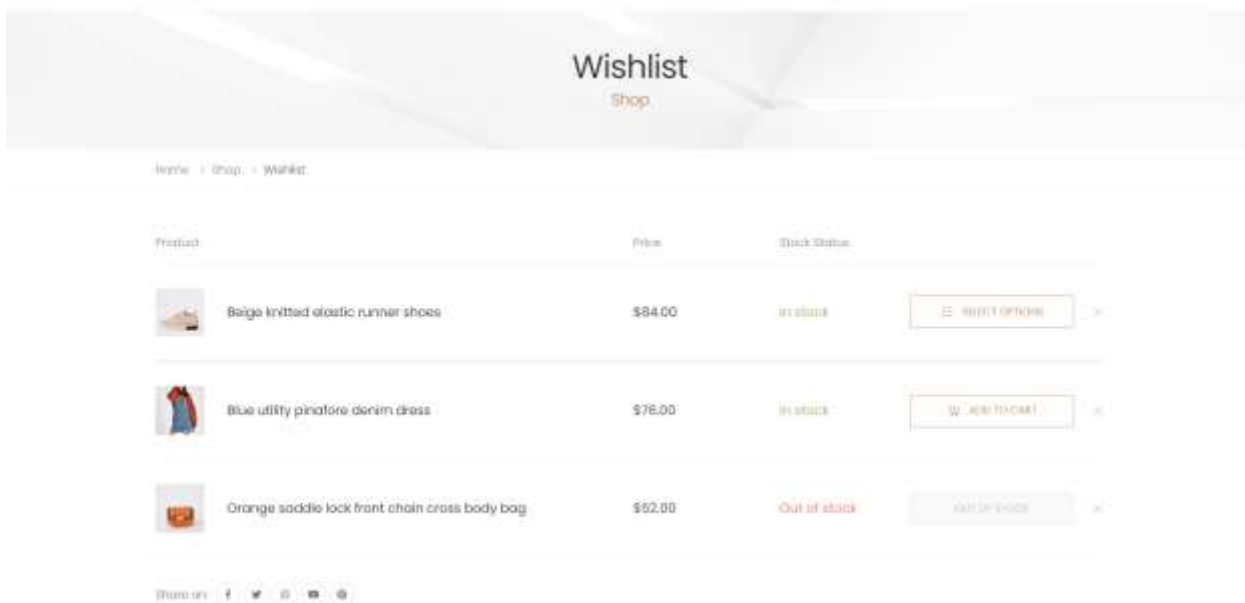 Wishlist
Shop
Home > Shop > Wishlist
Product Price Stock Status
Beige knitted elastic runner shoes $84.00 In stock SELECT OPTIONS
Blue utility pinafore denim dress $76.00 In stock ADD TO CART
Orange saddle lock front chain cross body bag $52.00 Out of stock OUT OF STOCK
Share on: